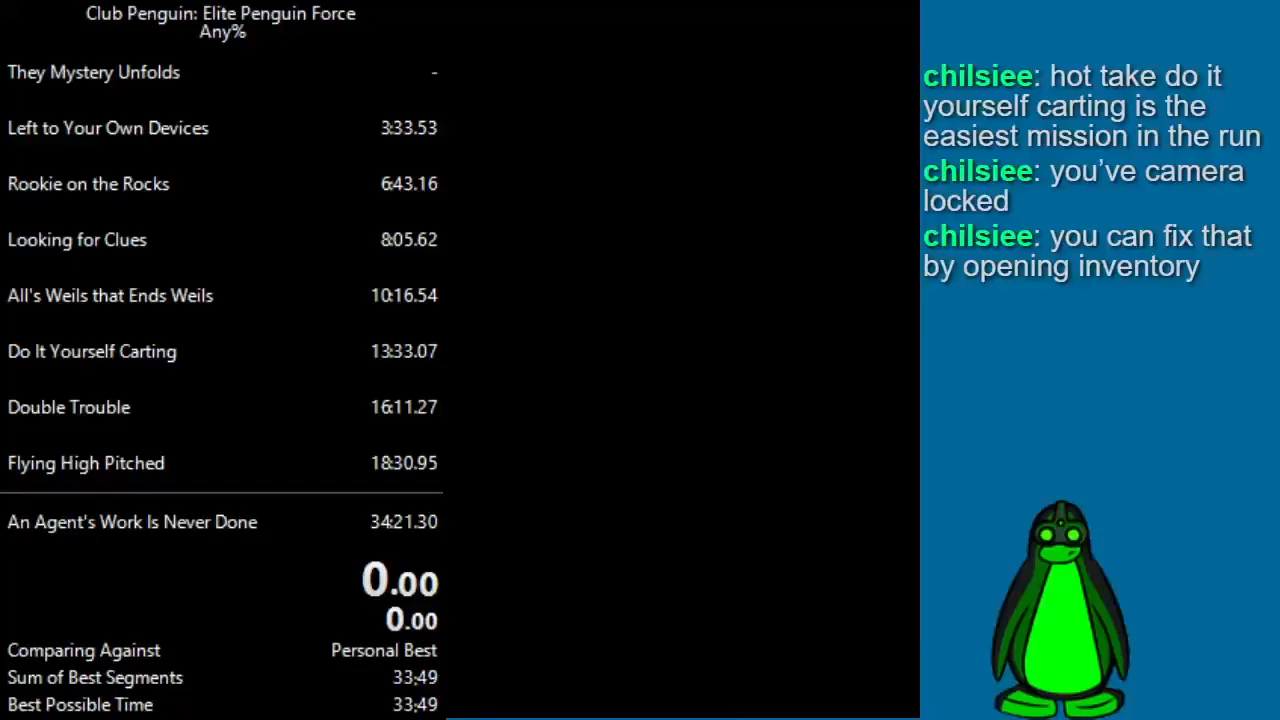 Club Penguin: Elite Penguin Force
Any%
They Mystery Unfolds -
Left to Your Own Devices 3:33.53
Rookie on the Rocks 6:43.16
Looking for Clues 8:05.62
All's Weils that Ends Weils 10:16.54
Do It Yourself Carting 13:33.07
Double Trouble 16:11.27
Flying High Pitched 18:30.95
An Agent's Work Is Never Done 34:21.30
0.00
0.00
Comparing Against Personal Best
Sum of Best Segments 33:49
Best Possible Time 33:49
chilsiee: hot take do it
yourself carting is the
easiest mission in the run
chilsiee: you’ve camera
locked
chilsiee: you can fix that
by opening inventory